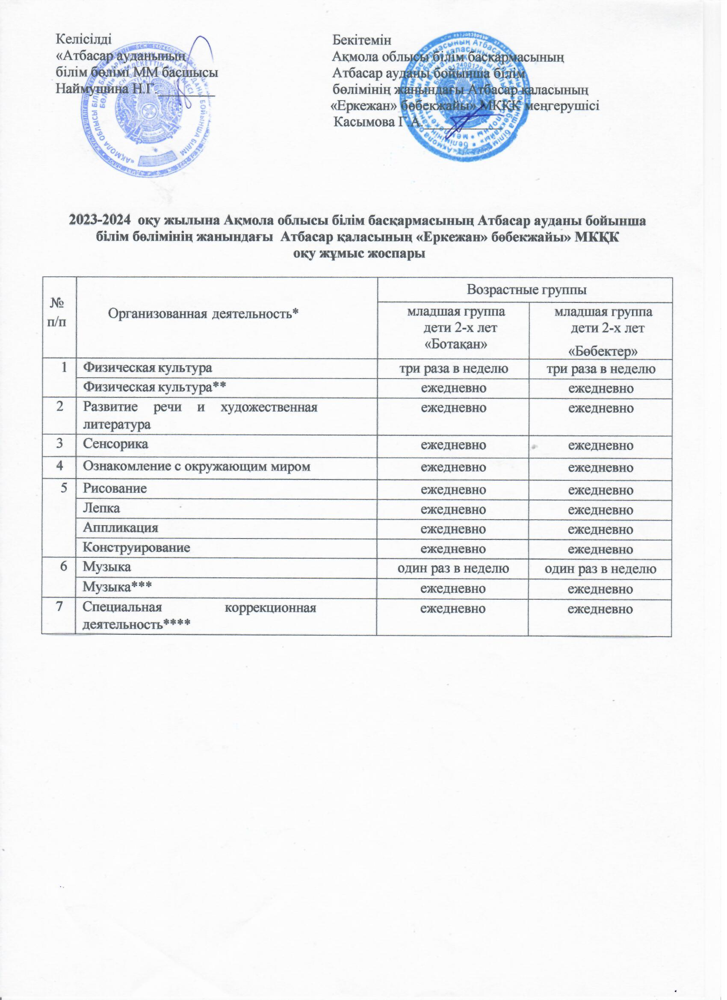 Келісілді
«Атбасар ауданының
білім бөлімі ММ басшысы
Наймушина Н.Г.
Бекітемін
Ақмола облысы білім басқармасының
Атбасар ауданы бойынша білім
бөлімінің жанындағы Атбасар қаласының
«Еркежан» бөбекжайы» МКҚК меңгерушісі
Касымова Г.А.
2023-2024 оқу жылына Ақмола облысы білім басқармасының Атбасар ауданы бойынша
білім бөлімінің жанындағы Атбасар қаласының «Еркежан» бөбекжайы» МКҚК
оқу жұмыс жоспары
№ п/п Организованная деятельность* Возрастные группы
младшая группа дети 2-х лет «Ботақан» младшая группа дети 2-х лет «Бөбектер»
1 Физическая культура три раза в неделю три раза в неделю
Физическая культура** ежедневно ежедневно
2 Развитие речи и художественная ежедневно ежедневно
литература
3 Сенсорика ежедневно ежедневно
4 Ознакомление с окружающим миром ежедневно ежедневно
5 Рисование ежедневно ежедневно
Лепка ежедневно ежедневно
Аппликация ежедневно ежедневно
Конструирование ежедневно ежедневно
6 Музыка один раз в неделю один раз в неделю
Музыка*** ежедневно ежедневно
7 Специальная коррекционная ежедневно ежедневно
деятельность****